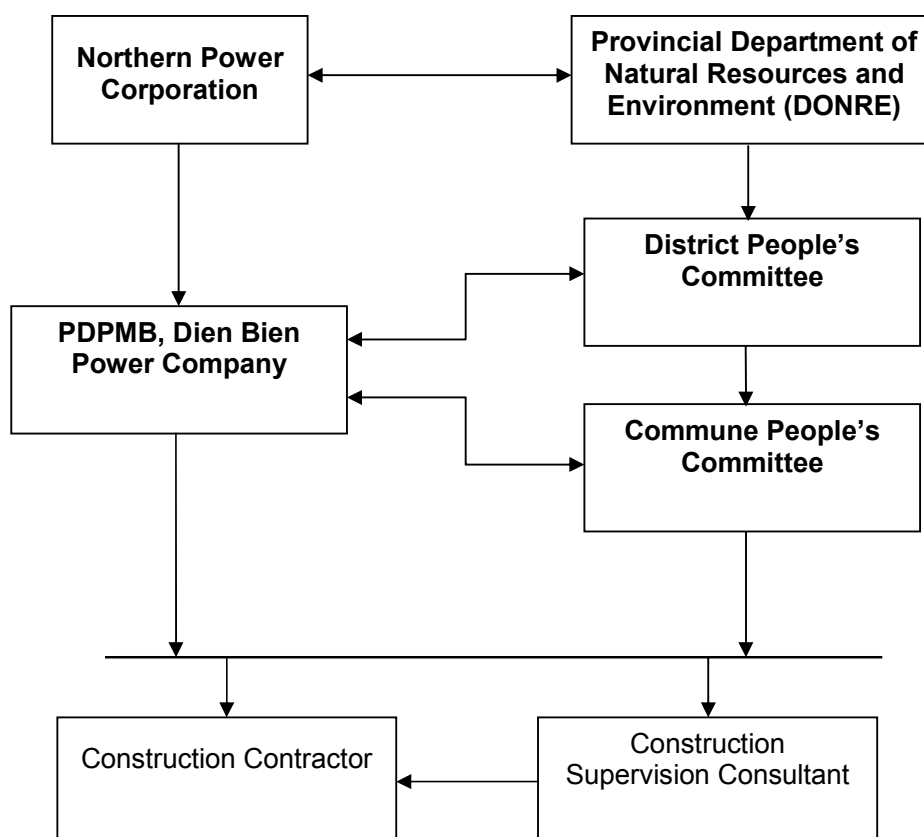 Northern Power
Corporation
Provincial Department of
Natural Resources and
Environment (DONRE)
District People’s
Committee
PDPMB, Dien Bien
Power Company
Commune People’s
Committee
Construction Contractor
Construction
Supervision Consultant